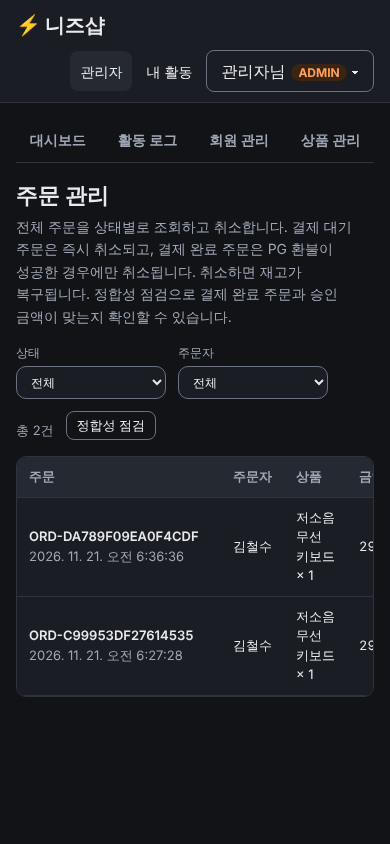 ⚡ 니즈샵
관리자 내 활동 관리자님 ADMIN
대시보드 활동 로그 회원 관리 상품 관리
주문 관리
전체 주문을 상태별로 조회하고 취소합니다. 결제 대기
주문은 즉시 취소되고, 결제 완료 주문은 PG 환불이
성공한 경우에만 취소됩니다. 취소하면 재고가
복구됩니다. 정합성 점검으로 결제 완료 주문과 승인
금액이 맞는지 확인할 수 있습니다.
상태 주문자
전체 전체
총 2건 정합성 점검
주문 주문자 상품
ORD-DA789F09EA0F4CDF
2026. 11. 21. 오전 6:36:36
김철수
저소음
무선
키보드
× 1
29
ORD-C99953DF27614535
2026. 11. 21. 오전 6:27:28
김철수
저소음
무선
키보드
× 1
29